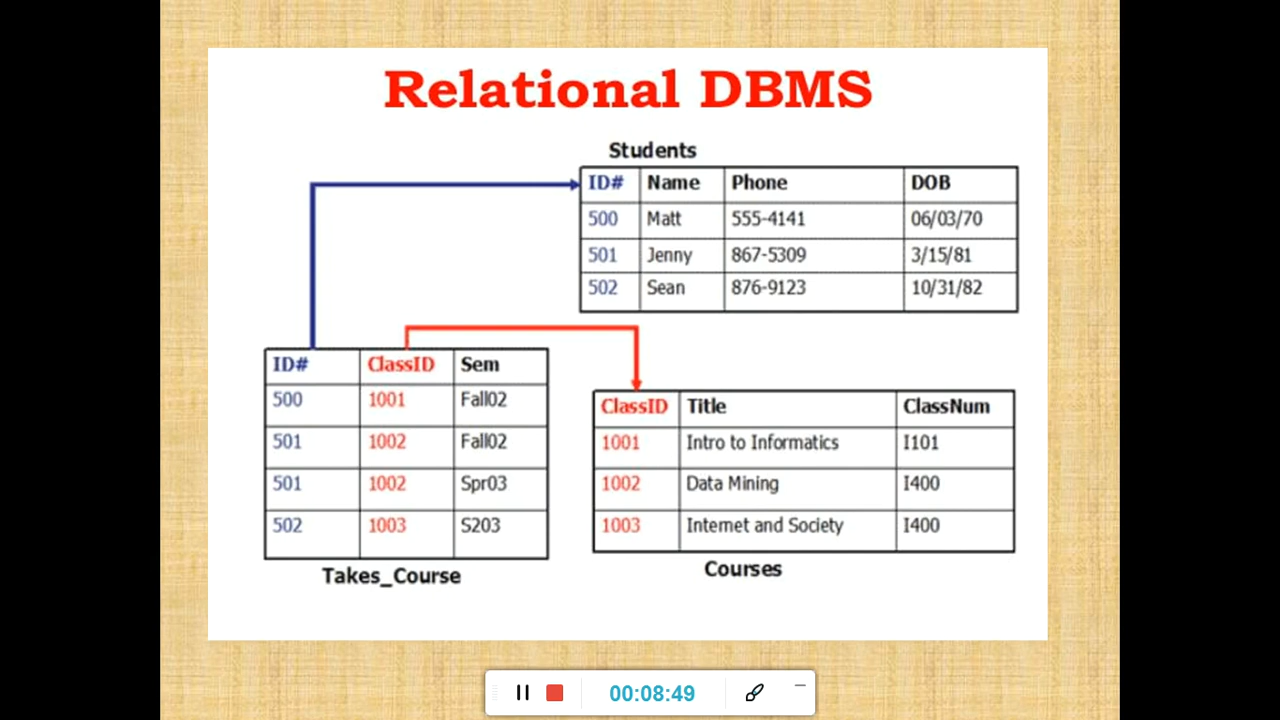 Relational DBMS
Students
ID# Name Phone DOB
500 Matt 555-4141 06/03/70
501 Jenny 867-5309 3/15/81
502 Sean 876-9123 10/31/82
ID# ClassID Sem
500 1001 Fall02
501 1002 Fall02
501 1002 Spr03
502 1003 S203
Takes_Course
ClassID Title ClassNum
1001 Intro to Informatics I101
1002 Data Mining I400
1003 Internet and Society I400
Courses
00:08:49